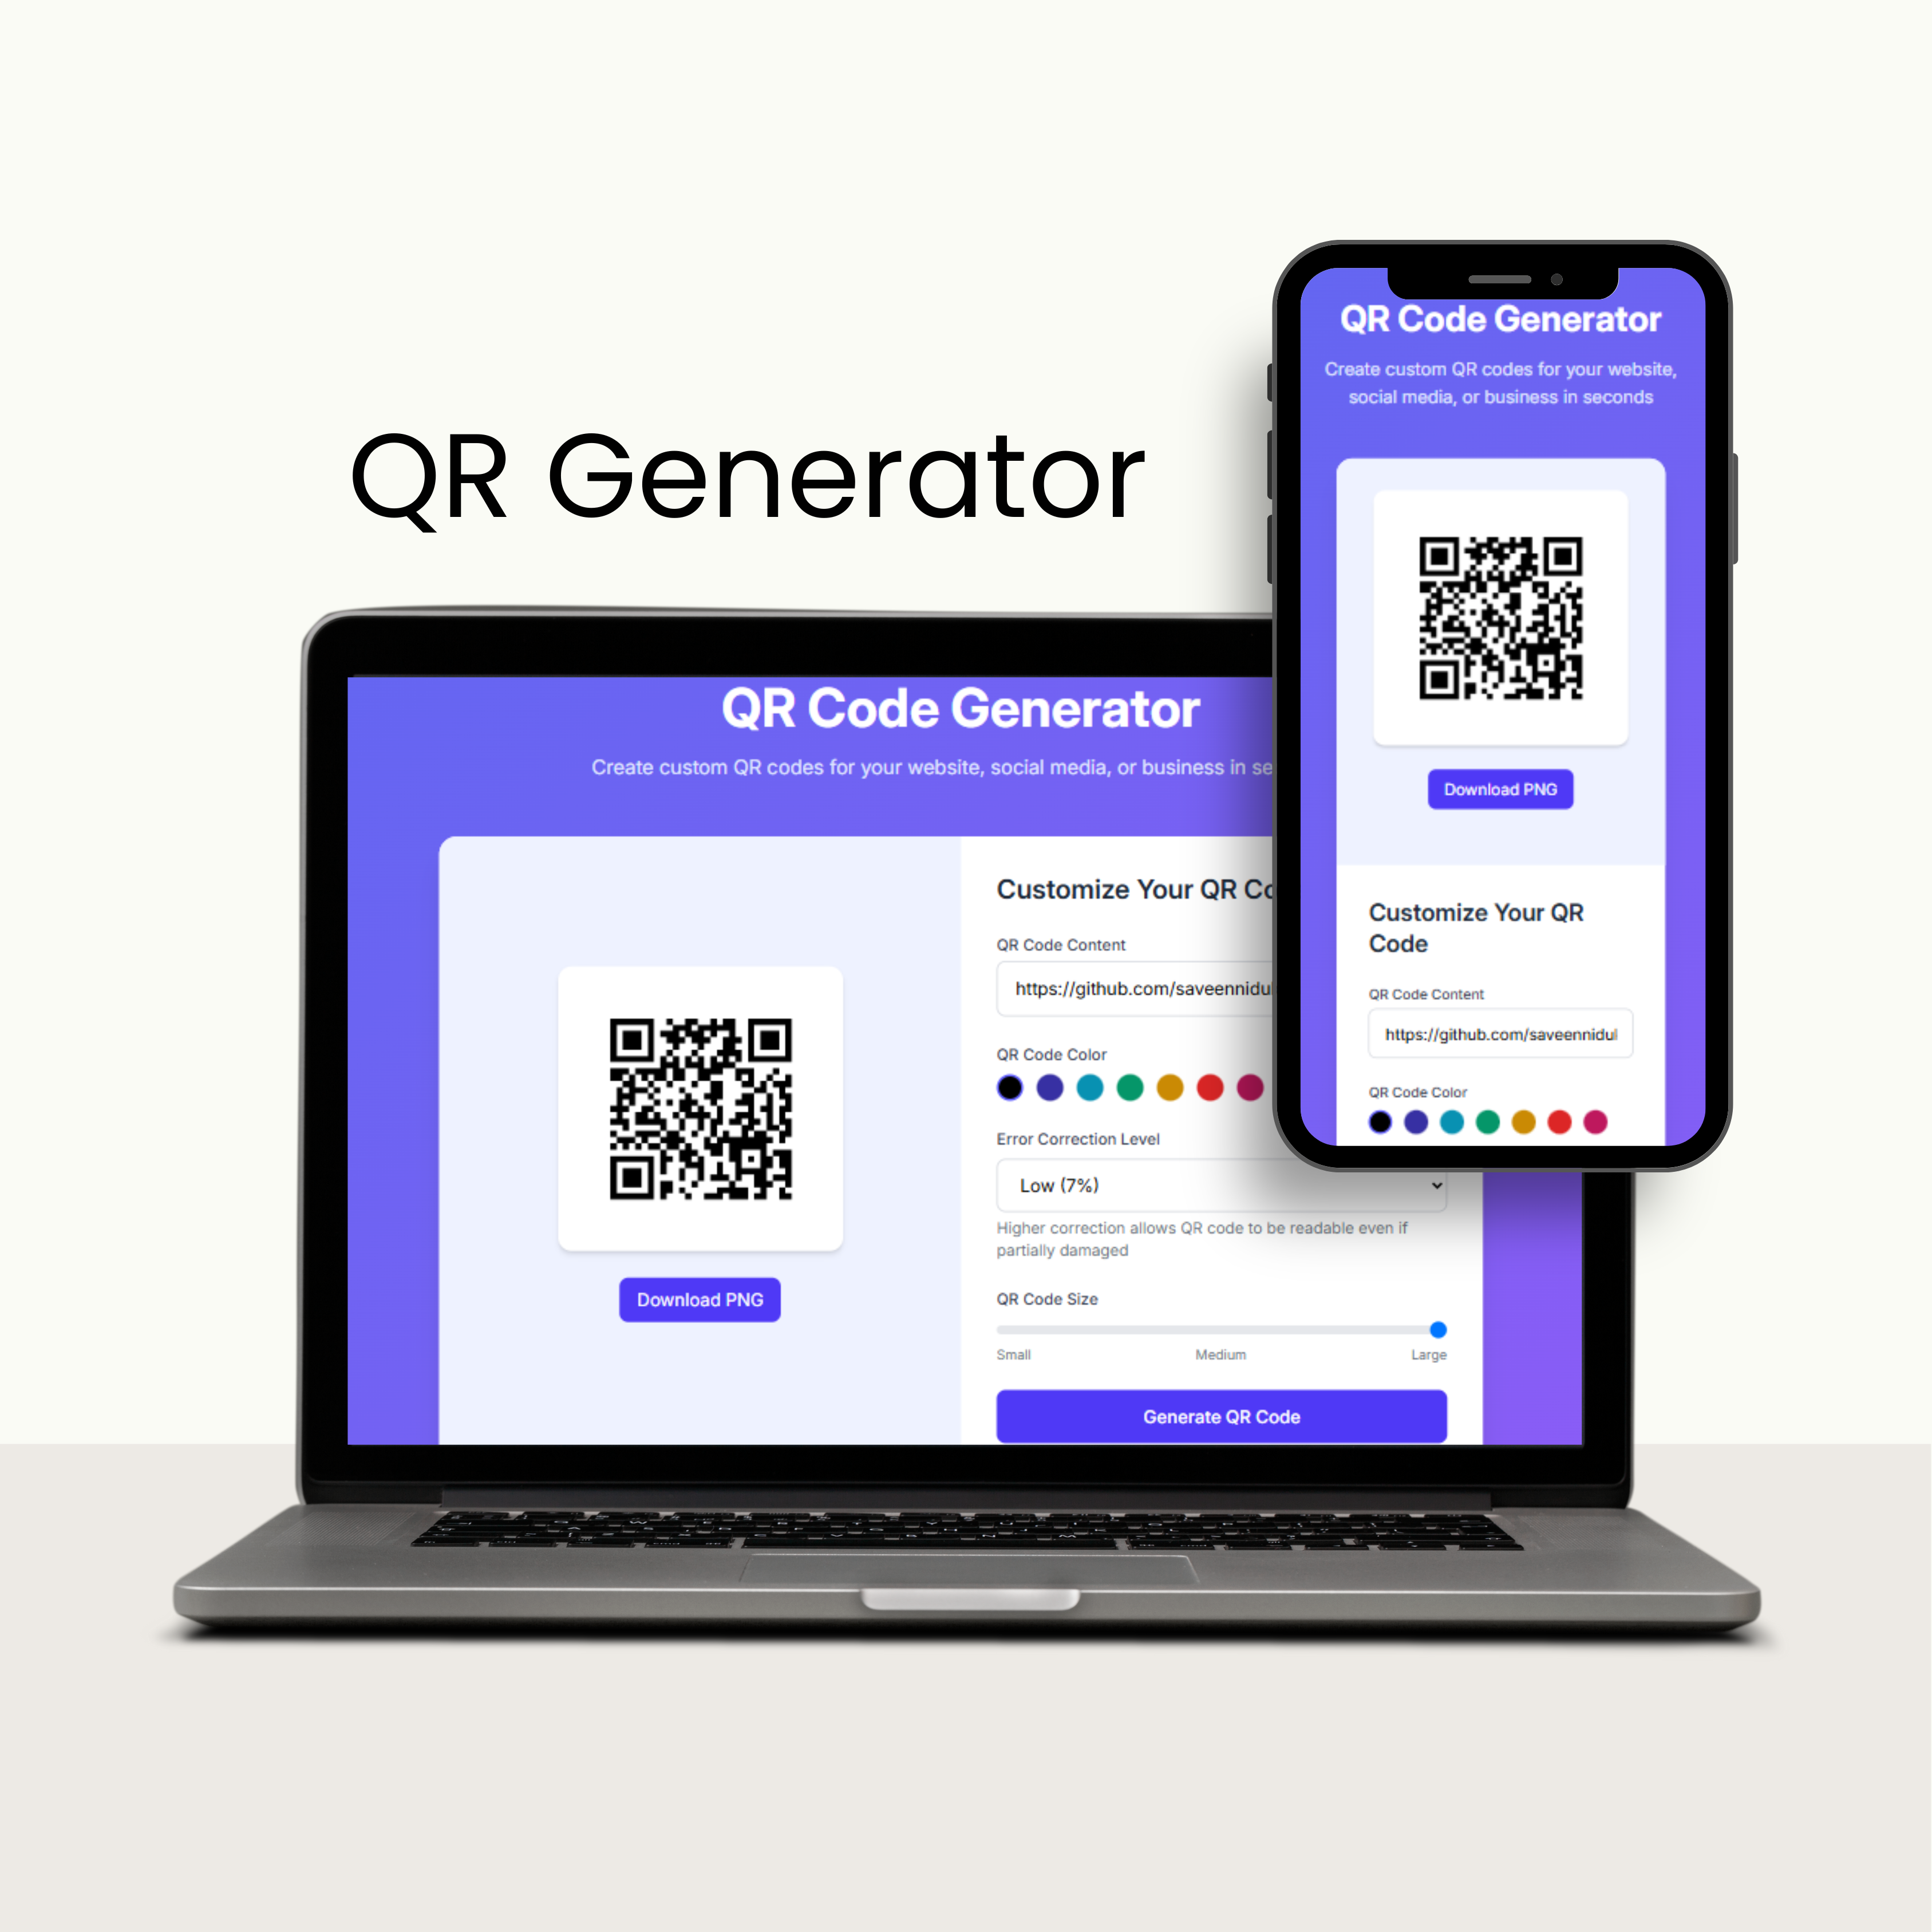 QR Generator
QR Code Generator
Create custom QR codes for your website, social media, or business in se
Customize Your QR Co
QR Code Content
https://github.com/saveennidu
QR Code Color
Error Correction Level
Low (7%)
Higher correction allows QR code to be readable even if
partially damaged
QR Code Size
Small Medium Large
Generate QR Code
Download PNG
QR Code Generator
Create custom QR codes for your website,
social media, or business in seconds
Download PNG
Customize Your QR
Code
QR Code Content
https://github.com/saveennidul
QR Code Color